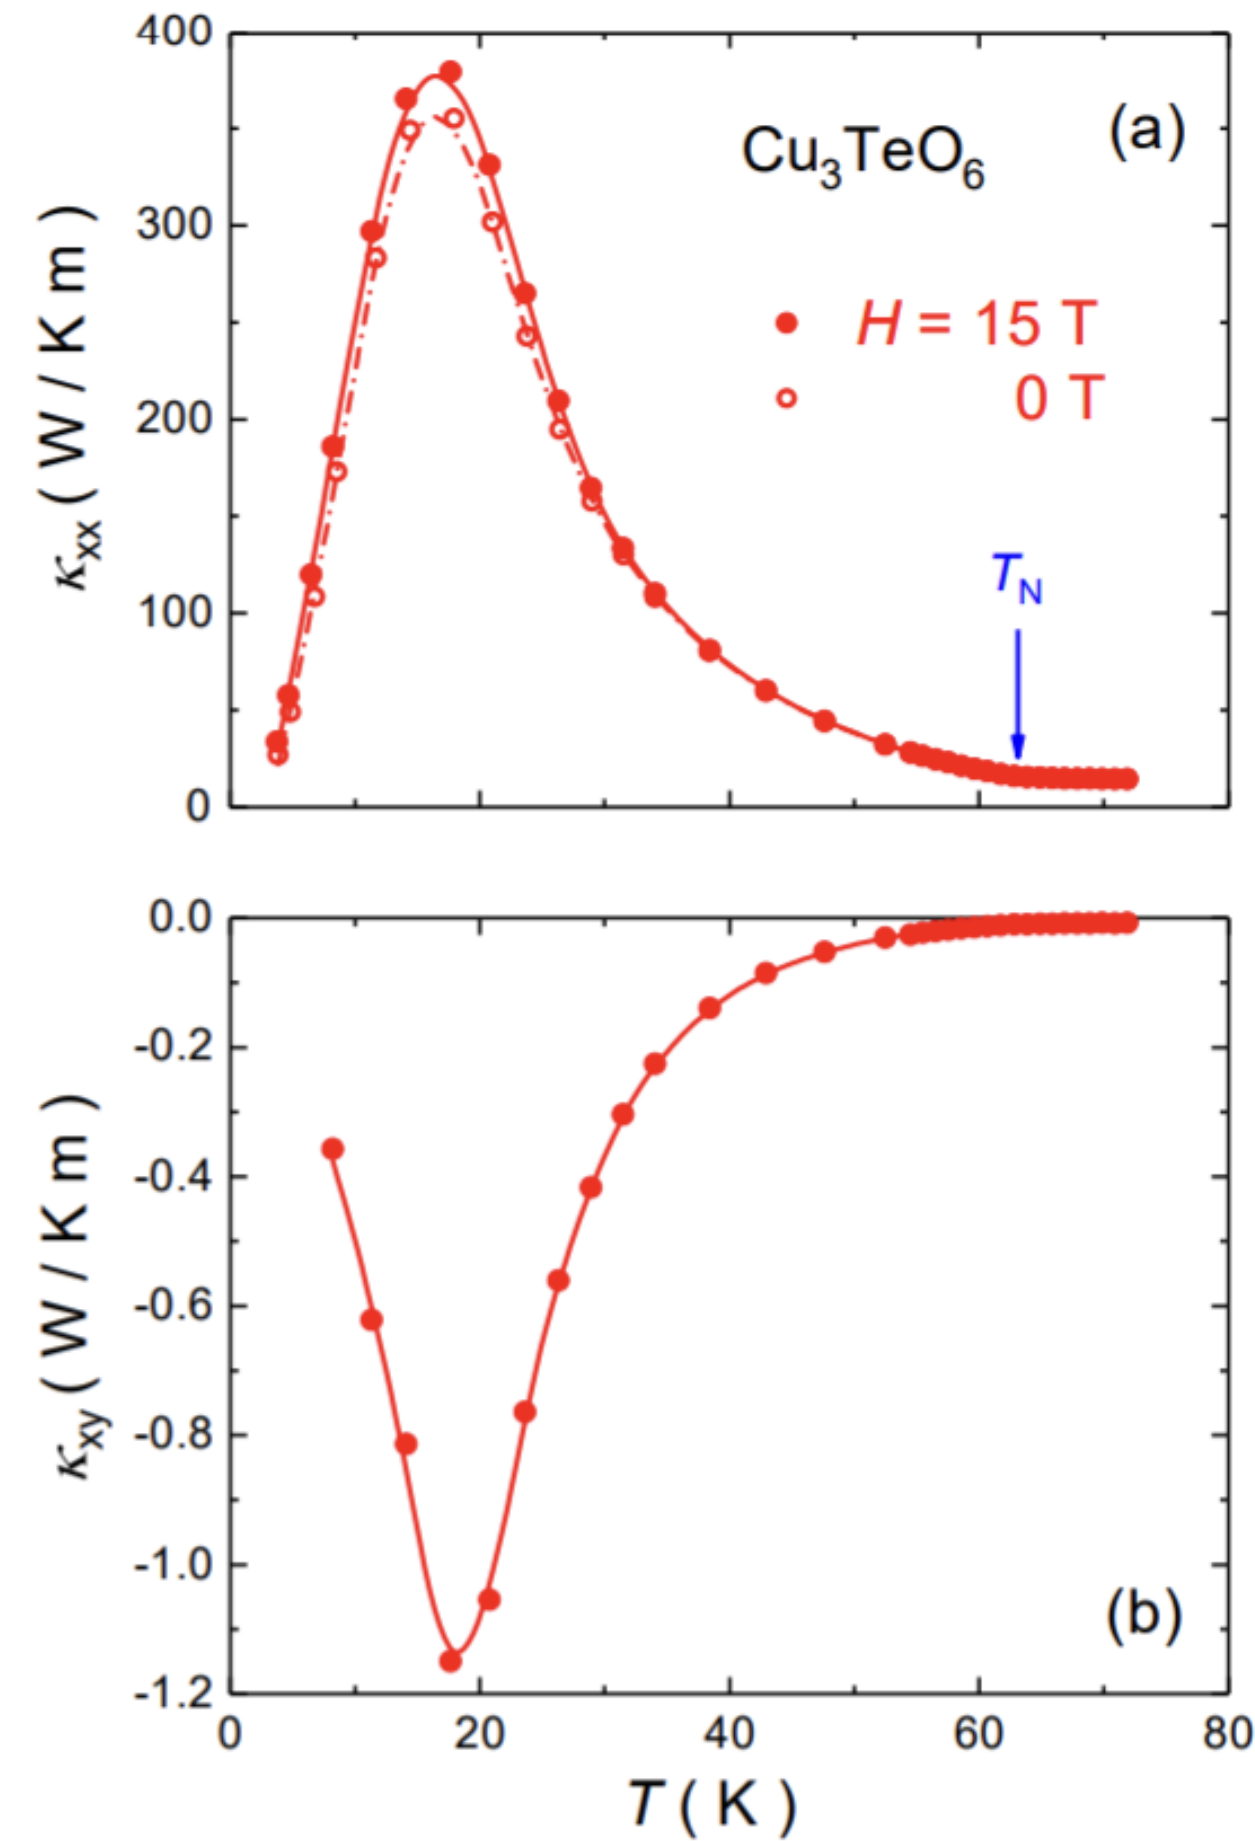 400
300
200
100
0
κxx ( W / K m )
Cu3TeO6
(a)
H = 15 T
0 T
TN
0.0
-0.2
-0.4
-0.6
-0.8
-1.0
-1.2
κxy ( W / K m )
(b)
0 20 40 60 80
T ( K )